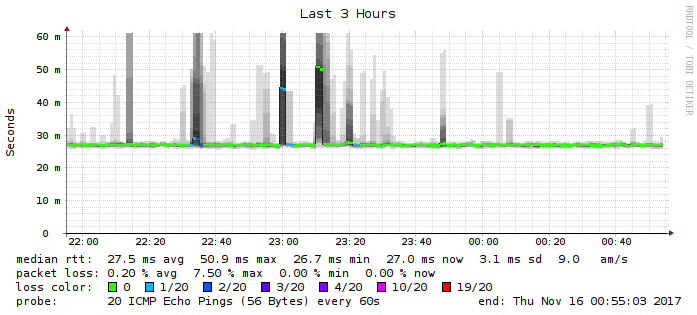 Last 3 Hours
RRDTOOL / TOBI OETIKER
Seconds
60 m
50 m
40 m
30 m
20 m
10 m
0
22:00 22:20 22:40 23:00 23:20 23:40 00:00 00:20 00:40
median rtt: 27.5 ms avg 50.9 ms max 26.7 ms min 27.0 ms now 3.1 ms sd 9.0 am/s
packet loss: 0.20 % avg 7.50 % max 0.00 % min 0.00 % now
loss color: 0 1/20 2/20 3/20 4/20 10/20 19/20
probe: 20 ICMP Echo Pings (56 Bytes) every 60s end: Thu Nov 16 00:55:03 2017